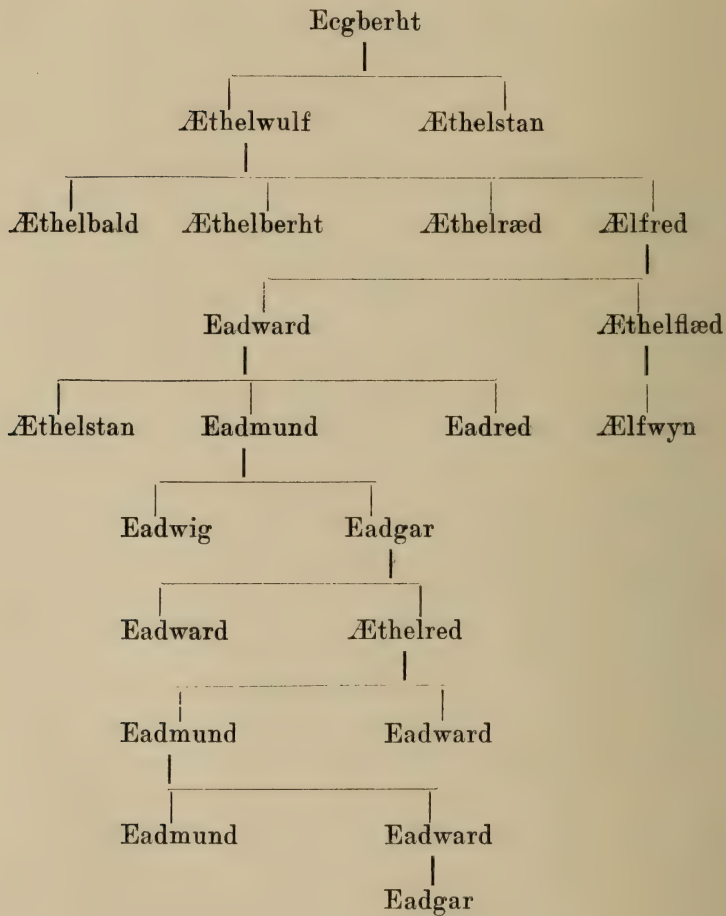 Ecgberht
Æthelwulf Æthelstan
Æthelbald Æthelberht Æthelræd Ælfred
Eadward Æthelflæd
Æthelstan Eadmund Eadred Ælfwyn
Eadwig Eadgar
Eadward Æthelred
Eadmund Eadward
Eadmund Eadward
Eadgar